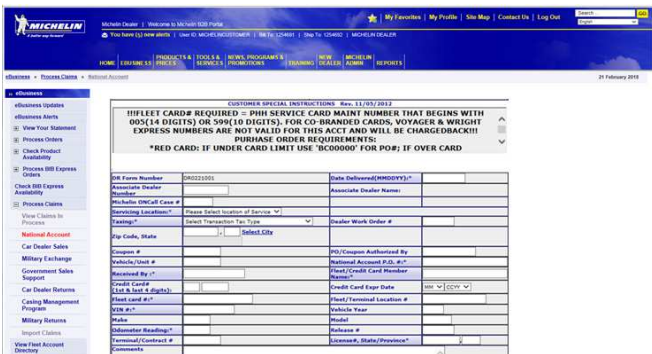 MICHELIN
A better way forward
Michelin Dealer | Welcome to Michelin B2B Portal
My Favorites | My Profile | Site Map | Contact Us | Log Out
Search
GO
English
You have (5) new alerts | User ID: MICHELINCUSTOMER | Bill To: 1254691 | Ship To: 1254692 | MICHELIN DEALER
HOME
EBUSINESS
PRODUCTS & PRICES
TOOLS & SERVICES
NEWS, PROGRAMS & PROMOTIONS
TRAINING
NEW DEALER
MICHELIN ADMIN
REPORTS
eBusiness
Process Claims
National Account
21 February 2018
eBusiness
eBusiness Updates
eBusiness Alerts
View Your Statement
Process Orders
Check Product
Availability
Process BIB Express
Orders
Check BIB Express
Availability
Process Claims
View Claims In
Process
National Account
Car Dealer Sales
Military Exchange
Government Sales
Support
Car Dealer Returns
Casing Management
Program
Military Returns
Import Claims
View Fleet Account
Directory
CUSTOMER SPECIAL INSTRUCTIONS Rev. 11/05/2012
!!!FLEET CARD# REQUIRED = PHH SERVICE CARD MAINT NUMBER THAT BEGINS WITH
005(14 DIGITS) OR 599(10 DIGITS). FOR CO-BRANDED CARDS, VOYAGER & WRIGHT
EXPRESS NUMBERS ARE NOT VALID FOR THIS ACCT AND WILL BE CHARGEDBACK!!!
PURHASE ORDER REQUIREMENTS:
*RED CARD: IF UNDER CARD LIMIT USE 'BC00000' FOR PO#; IF OVER CARD
DR Form Number DR0221001 Date Delivered(MMDDYY):*
Associate Dealer
Number
Associate Dealer Name:
Michelin ONCall Case #
Servicing Location:* Please Select location of Service
Taxing:* Select Transaction Tax Type Dealer Work Order #
Zip Code, State , Select City
Coupon # PO/Coupon Authorized By
Vehicle/Unit # National Account P.O. #:*
Received By :* Fleet/Credit Card Member
Name:*
Credit Card#
(1st & last 4 digits):
Credit Card Expr Date MM CCYY
Fleet card #:* Fleet/Terminal Location #
VIN #:* Vehicle Year
Make Model
Odometer Reading:* Release #
Terminal/Contract # License#, State/Province*
Comments